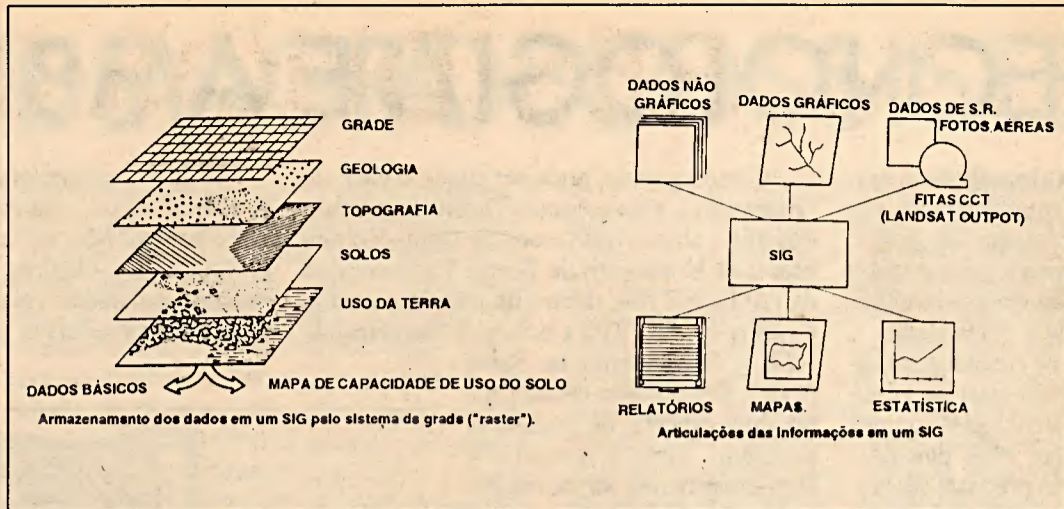 GRADE
GEOLOGIA
TOPOGRAFIA
SOLOS
USO DA TERRA
DADOS BÁSICOS
MAPA DE CAPACIDADE DE USO DO SOLO
Armazenamento dos dados em um SIG pelo sistema de grade ("raster").
DADOS NÃO
GRÁFICOS
DADOS GRÁFICOS
DADOS DE S.R.
FOTOS AÉREAS
FITAS CCT
(LANDSAT OUTPOT)
SIG
RELATÓRIOS
MAPAS.
ESTATÍSTICA
Articulações das informações em um SIG